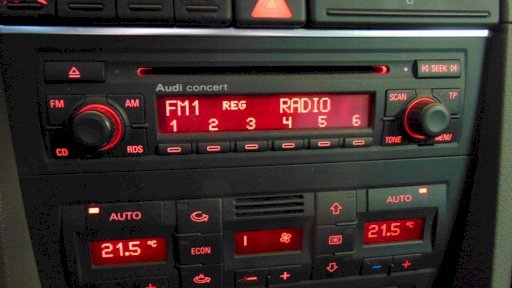 SEEK
Audi concert
FM AM
FM1 REG RADIO
1 2 3 4 5 6
CD RDS
SCAN TP
TONE MENU
AUTO
AUTO
21.5 °C
ECON
1
21.5 °C
- +
- +
+